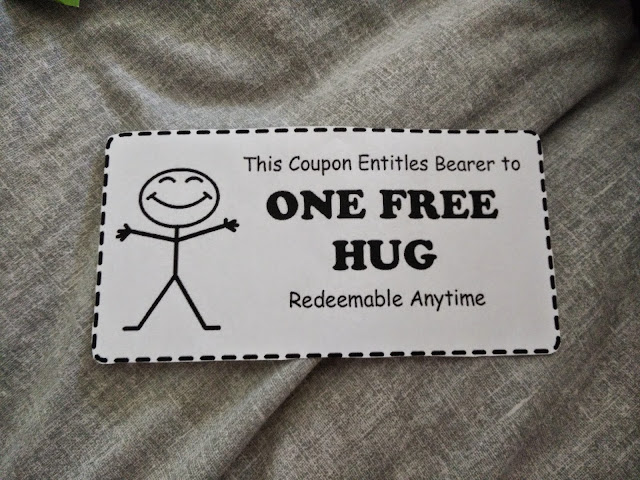 This Coupon Entitles Bearer to
ONE FREE
HUG
Redeemable Anytime